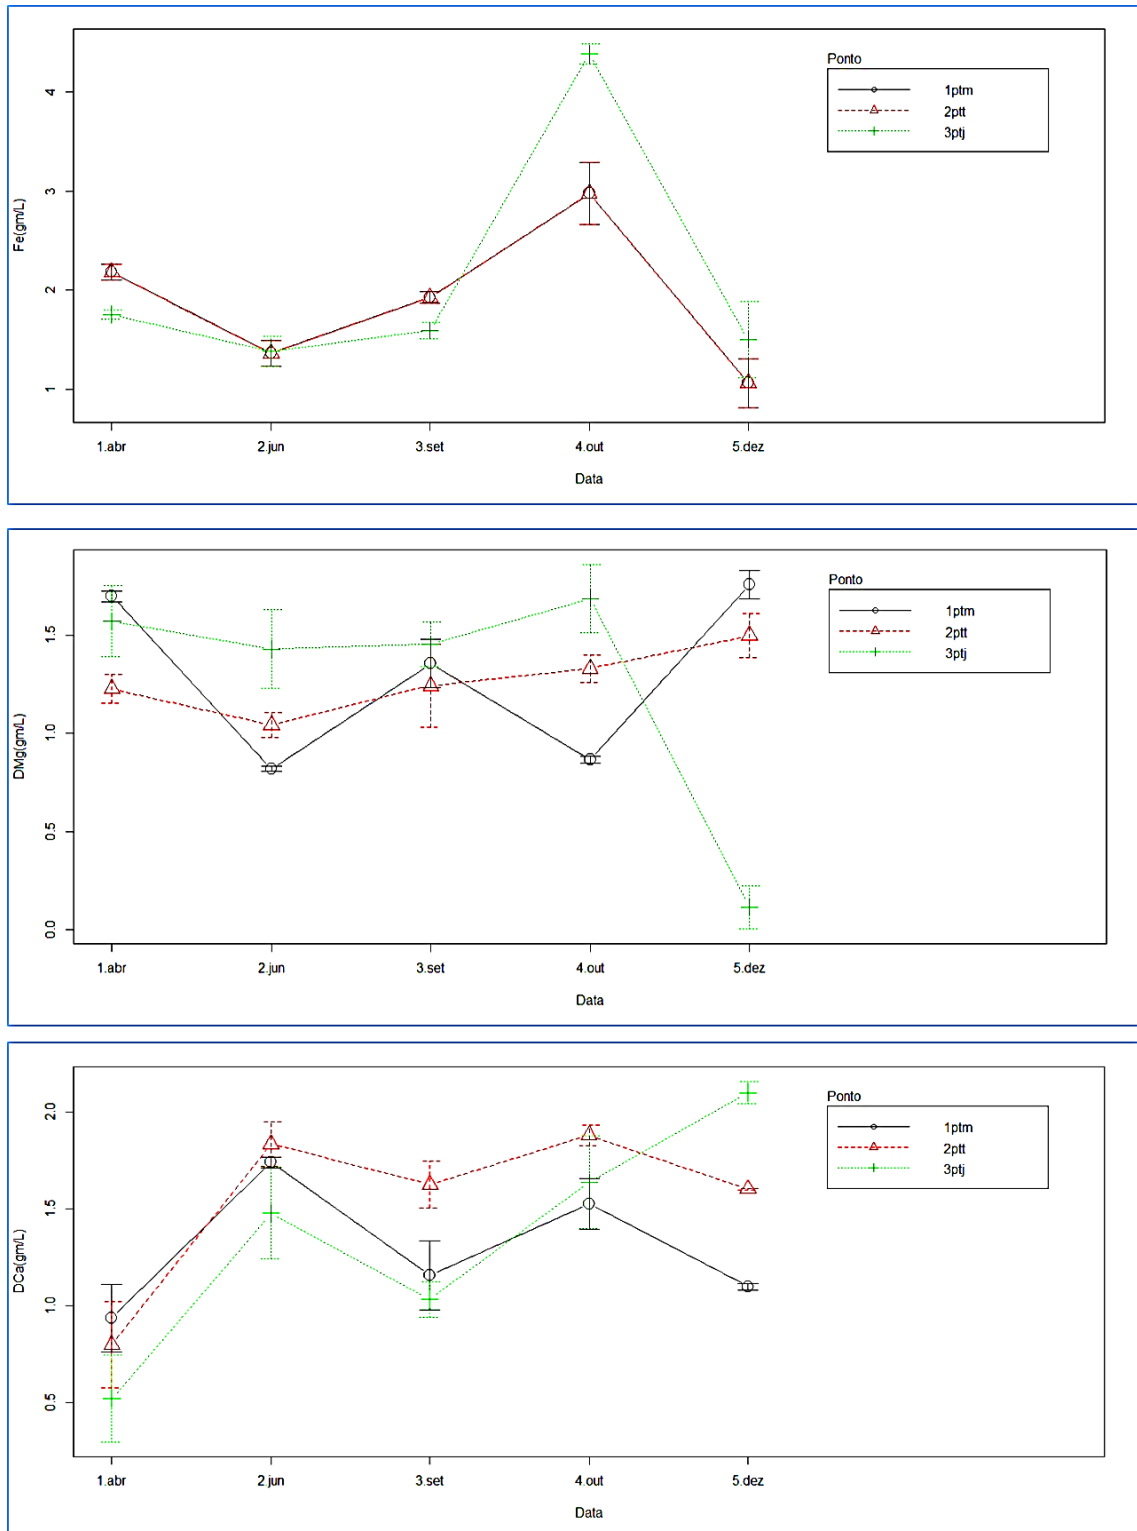 Ponto
1ptm
2ptt
3ptj
Fe(gm/L)
4
3
2
1
1.abr 2.jun 3.set 4.out 5.dez
Data
Ponto
1ptm
2ptt
3ptj
DMg(gm/L)
1.5
1.0
0.5
0.0
1.abr 2.jun 3.set 4.out 5.dez
Data
Ponto
1ptm
2ptt
3ptj
DCa(gm/L)
2.0
1.5
1.0
0.5
1.abr 2.jun 3.set 4.out 5.dez
Data